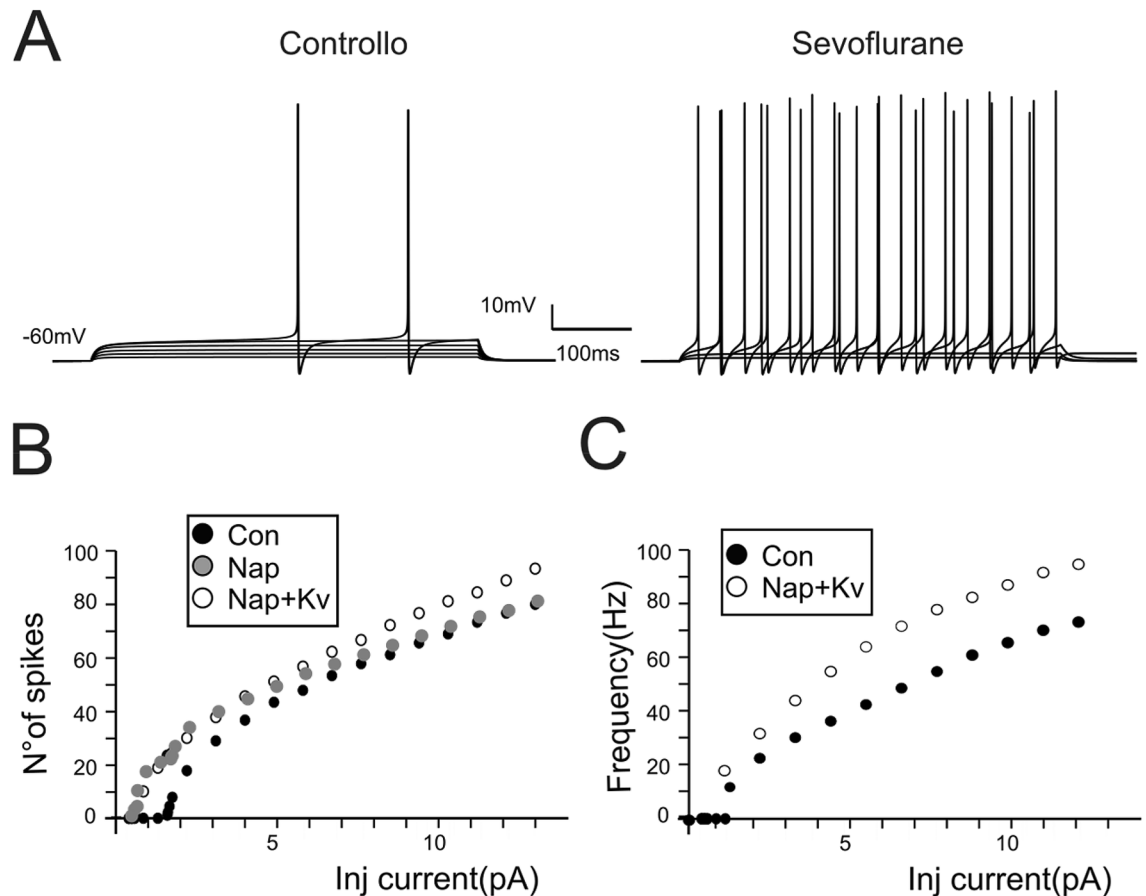 A
Controllo
Sevoflurane
-60mV
10mV
100ms
B
C
Con
Nap
Nap+Kv
Con
Nap+Kv
100
80
60
40
20
0
N°of spikes
5
10
Inj current(pA)
100
80
60
40
20
0
Frequency(Hz)
5
10
Inj current(pA)